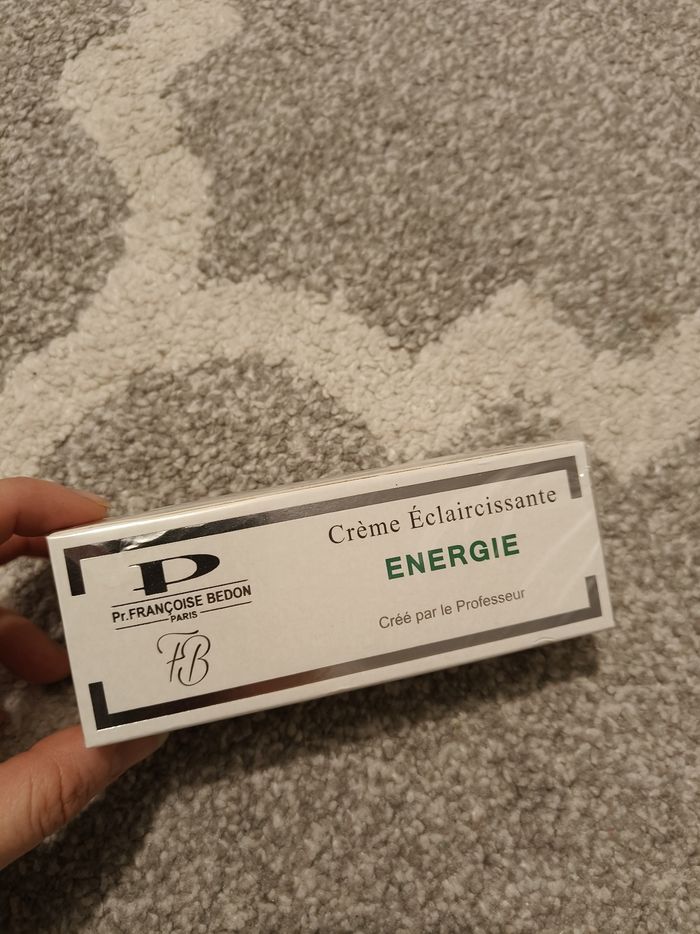 P
Pr.FRANÇOISE BEDON
PARIS
FB
Crème Éclaircissante
ENERGIE
Créé par le Professeur